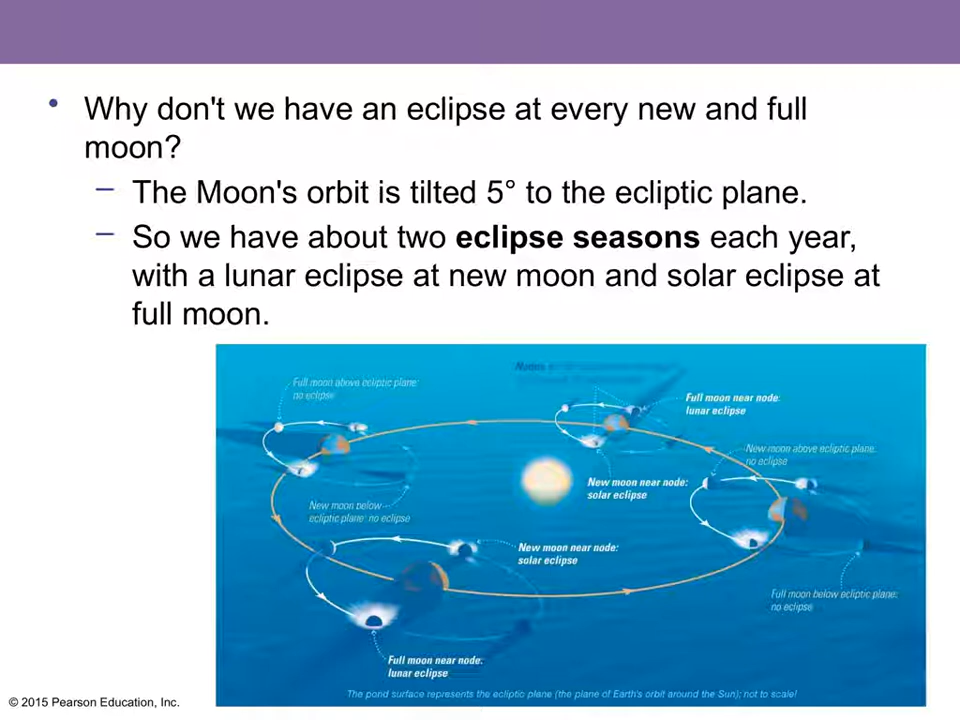 • Why don't we have an eclipse at every new and full
moon?
– The Moon's orbit is tilted 5° to the ecliptic plane.
– So we have about two eclipse seasons each year,
with a lunar eclipse at new moon and solar eclipse at
full moon.
Nodes
Full moon above ecliptic plane:
no eclipse
Full moon near node:
lunar eclipse
New moon above ecliptic plane:
no eclipse
New moon near node:
solar eclipse
New moon below
ecliptic plane: no eclipse
New moon near node:
solar eclipse
Full moon below ecliptic plane:
no eclipse
Full moon near node:
lunar eclipse
The pond surface represents the ecliptic plane (the plane of Earth's orbit around the Sun); not to scale!
© 2015 Pearson Education, Inc.